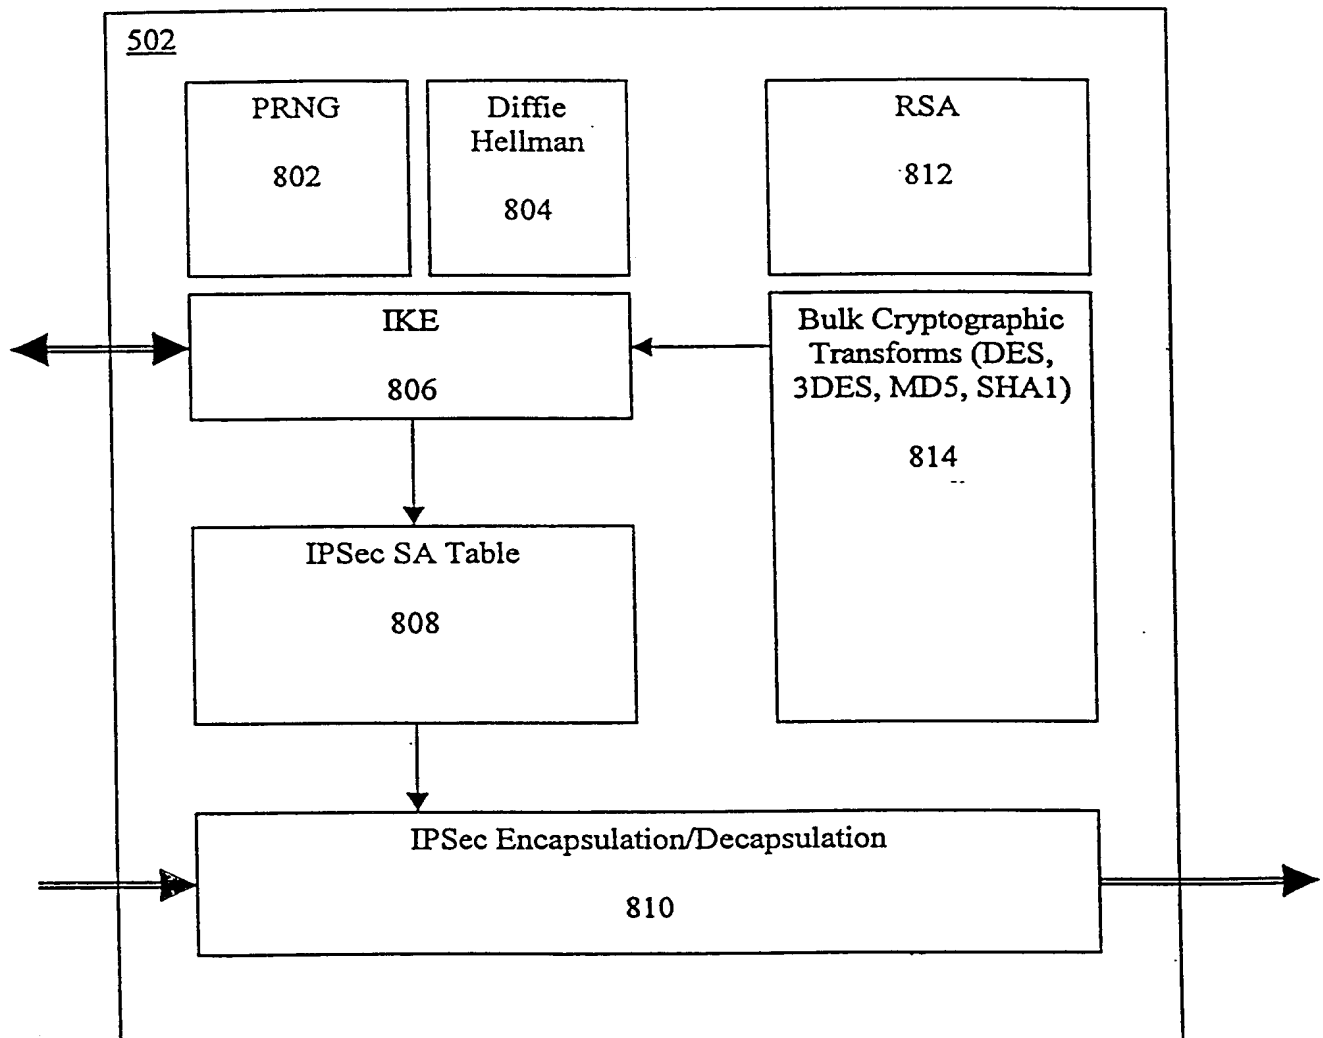 502
PRNG
802
Diffie
Hellman
804
RSA
812
IKE
806
Bulk Cryptographic
Transforms (DES,
3DES, MD5, SHA1)
814
IPSec SA Table
808
IPSec Encapsulation/Decapsulation
810